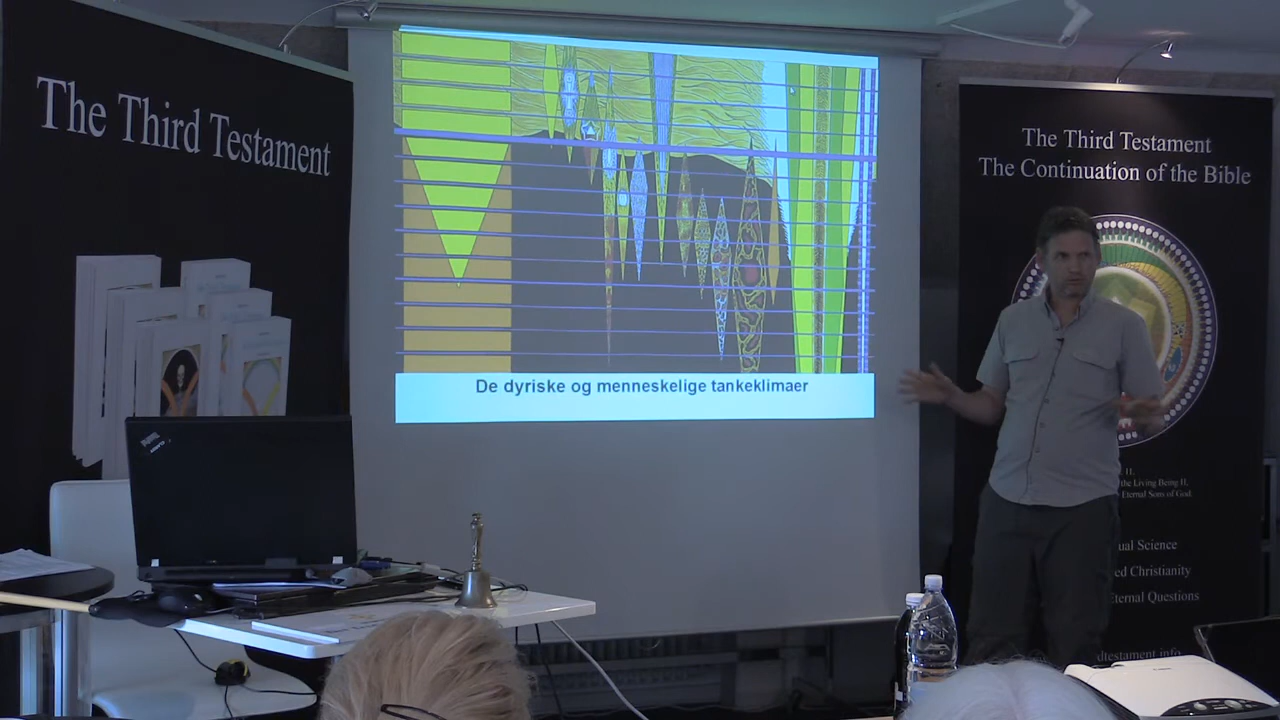 The Third Testament
De dyriske og menneskelige tankeklimaer
The Third Testament
The Continuation of the Bible
II.
the Living Being II.
Eternal Sons of God
ual Science
ed Christianity
Eternal Questions
dtestament.info